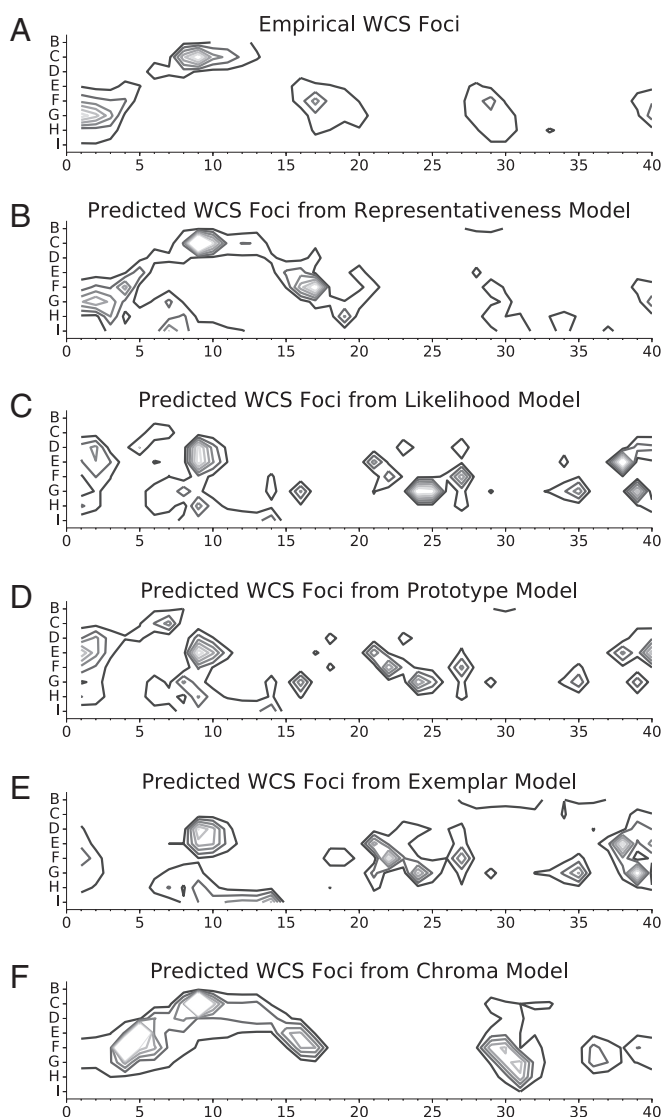 A
Empirical WCS Foci
B
C
D
E
F
G
H
I
0 5 10 15 20 25 30 35 40
B
Predicted WCS Foci from Representativeness Model
B
C
D
E
F
G
H
I
0 5 10 15 20 25 30 35 40
C
Predicted WCS Foci from Likelihood Model
B
C
D
E
F
G
H
I
0 5 10 15 20 25 30 35 40
D
Predicted WCS Foci from Prototype Model
B
C
D
E
F
G
H
I
0 5 10 15 20 25 30 35 40
E
Predicted WCS Foci from Exemplar Model
B
C
D
E
F
G
H
I
0 5 10 15 20 25 30 35 40
F
Predicted WCS Foci from Chroma Model
B
C
D
E
F
G
H
I
0 5 10 15 20 25 30 35 40